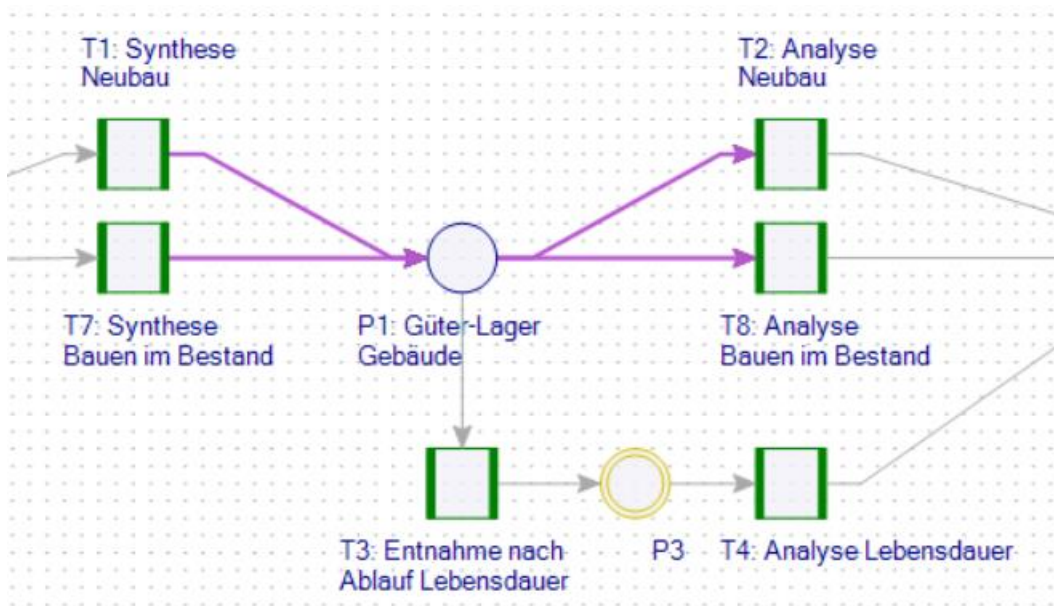 T1: Synthese
Neubau
T2: Analyse
Neubau
T7: Synthese
Bauen im Bestand
P1: Güter-Lager
Gebäude
T8: Analyse
Bauen im Bestand
T3: Entnahme nach
Ablauf Lebensdauer
P3
T4: Analyse Lebensdauer